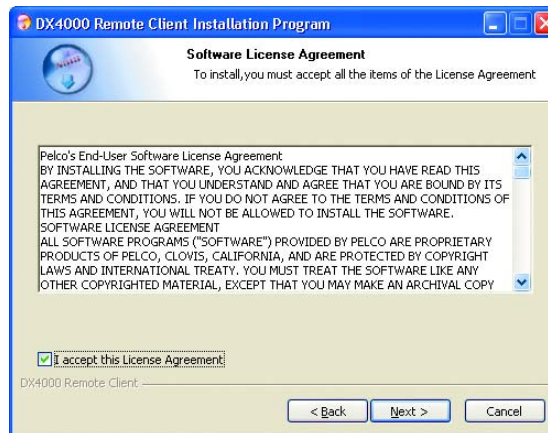 DX4000 Remote Client Installation Program
Software License Agreement
To install,you must accept all the items of the License Agreement
Pelco's End-User Software License Agreement
BY INSTALLING THE SOFTWARE, YOU ACKNOWLEDGE THAT YOU HAVE READ THIS
AGREEMENT, AND THAT YOU UNDERSTAND AND AGREE THAT YOU ARE BOUND BY ITS
TERMS AND CONDITIONS. IF YOU DO NOT AGREE TO THE TERMS AND CONDITIONS OF
THIS AGREEMENT, YOU WILL NOT BE ALLOWED TO INSTALL THE SOFTWARE.
SOFTWARE LICENSE AGREEMENT
ALL SOFTWARE PROGRAMS ("SOFTWARE") PROVIDED BY PELCO ARE PROPRIETARY
PRODUCTS OF PELCO, CLOVIS, CALIFORNIA, AND ARE PROTECTED BY COPYRIGHT
LAWS AND INTERNATIONAL TREATY. YOU MUST TREAT THE SOFTWARE LIKE ANY
OTHER COPYRIGHTED MATERIAL, EXCEPT THAT YOU MAY MAKE AN ARCHIVAL COPY
I accept this License Agreement
DX4000 Remote Client
< Back Next > Cancel